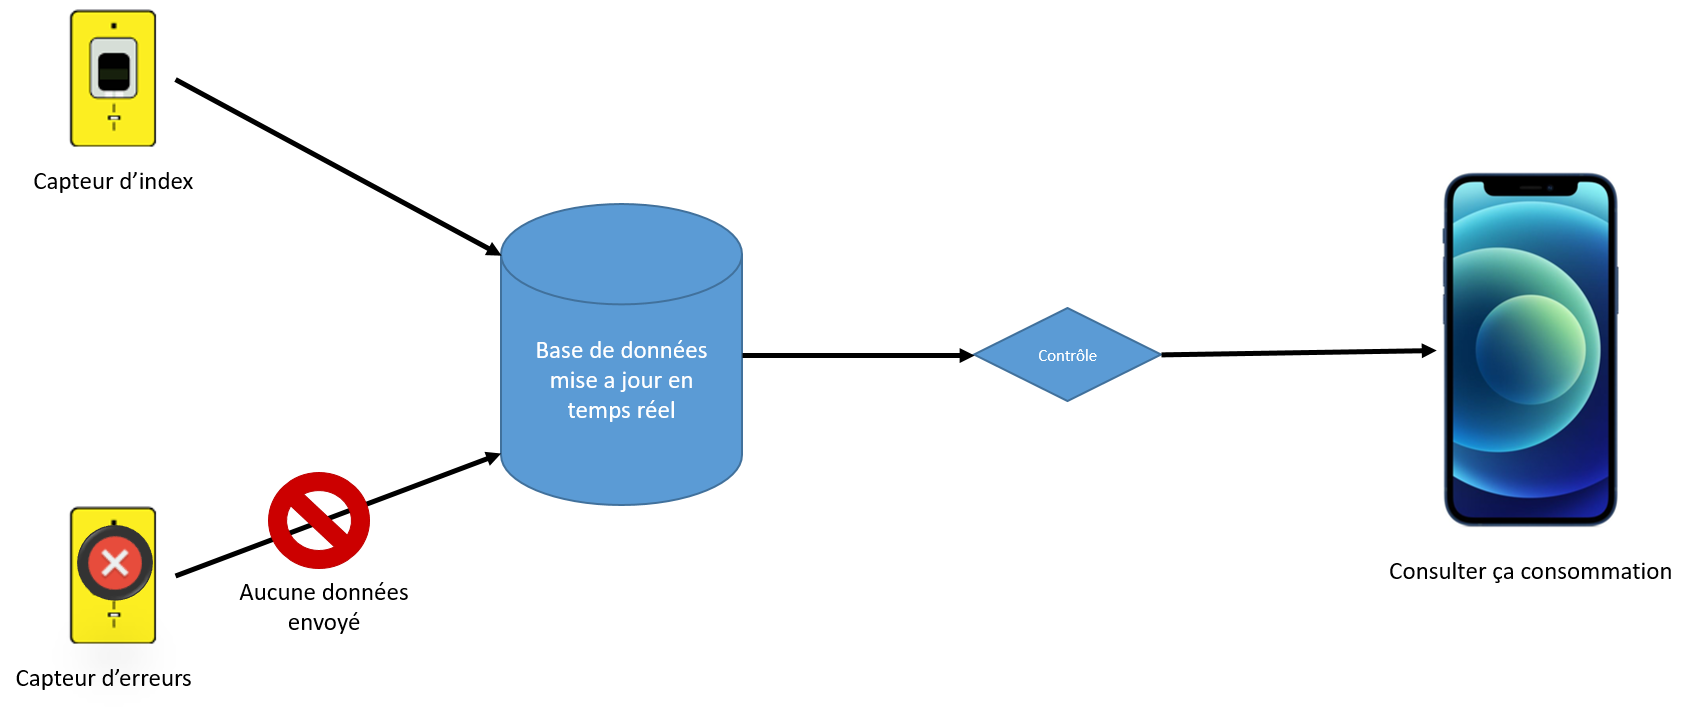 Capteur d’index
Base de données
mise a jour en
temps réel
Contrôle
Aucune données
envoyé
Consulter ça consommation
Capteur d’erreurs